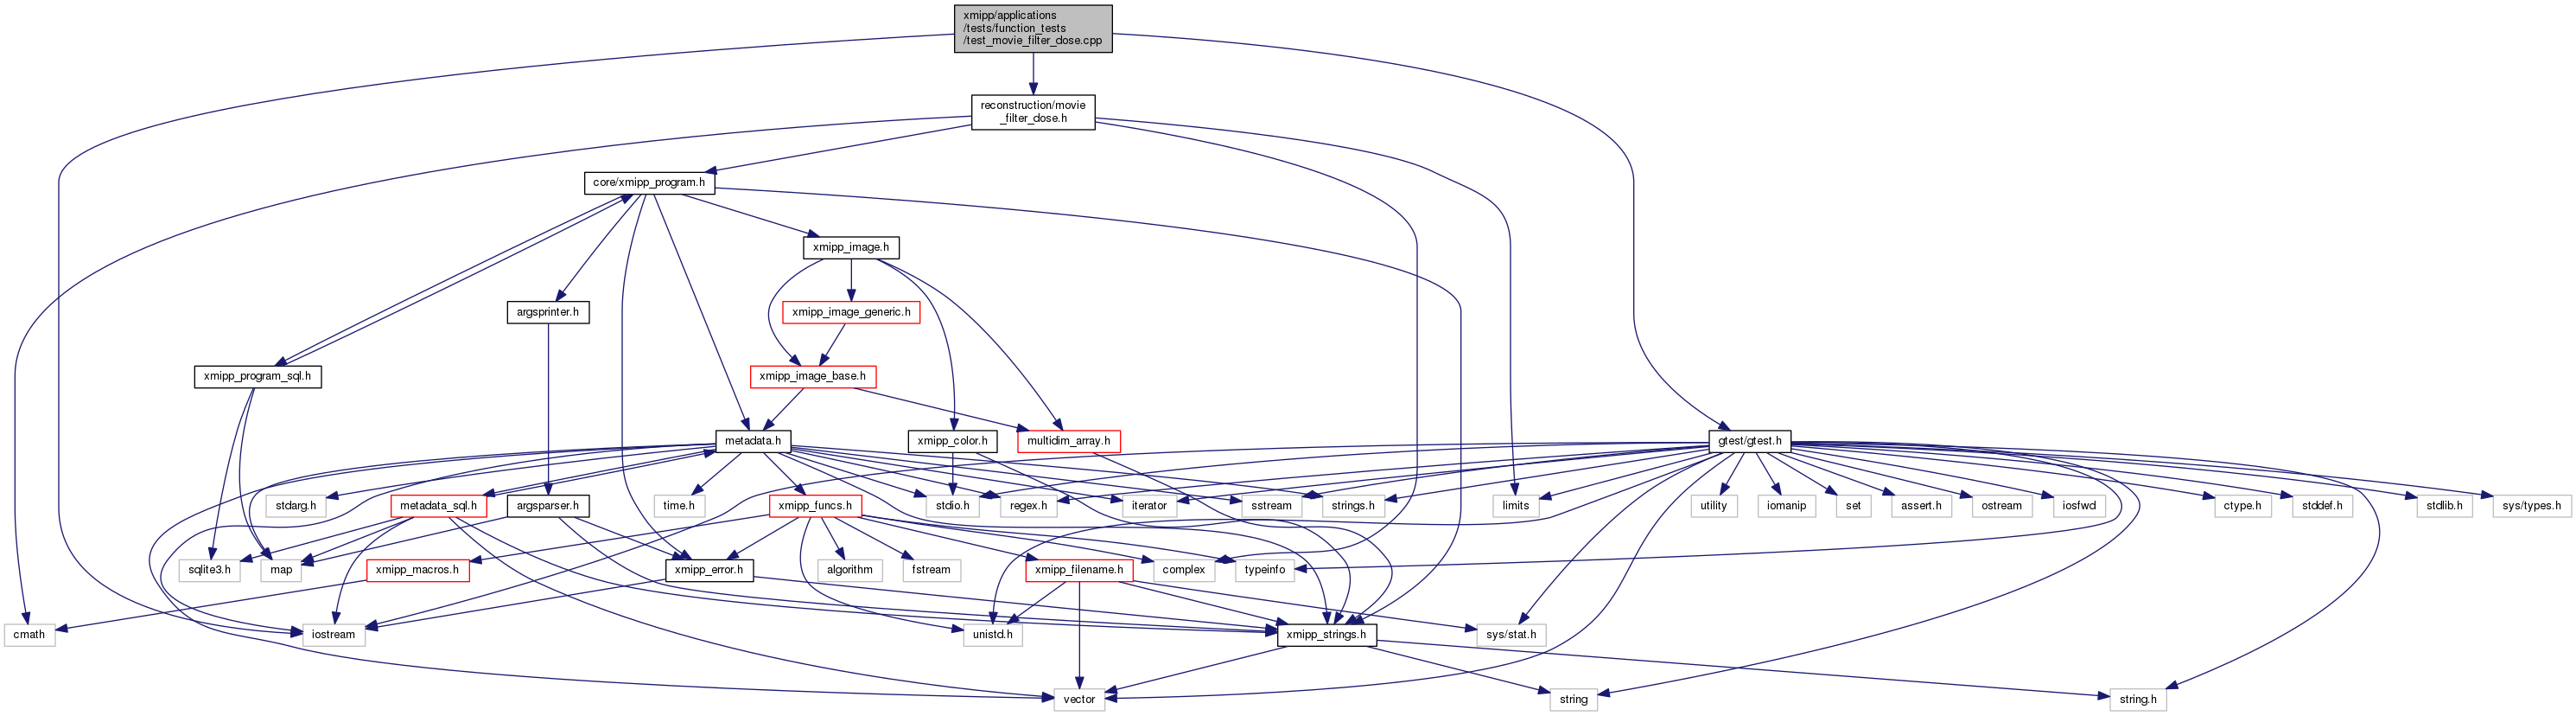 xmipp/applications
/tests/function_tests
/test_movie_filter_dose.cpp
reconstruction/movie
_filter_dose.h
core/xmipp_program.h
xmipp_image.h
argsprinter.h
xmipp_image_generic.h
xmipp_program_sql.h
xmipp_image_base.h
metadata.h
xmipp_color.h
multidim_array.h
gtest/gtest.h
stdarg.h
metadata_sql.h
argsparser.h
time.h
xmipp_funcs.h
stdio.h
regex.h
iterator
sstream
strings.h
limits
utility
iomanip
set
assert.h
ostream
iosfwd
ctype.h
stddef.h
stdlib.h
sys/types.h
sqlite3.h
map
xmipp_macros.h
xmipp_error.h
algorithm
fstream
xmipp_filename.h
complex
typeinfo
cmath
iostream
unistd.h
xmipp_strings.h
sys/stat.h
vector
string
string.h